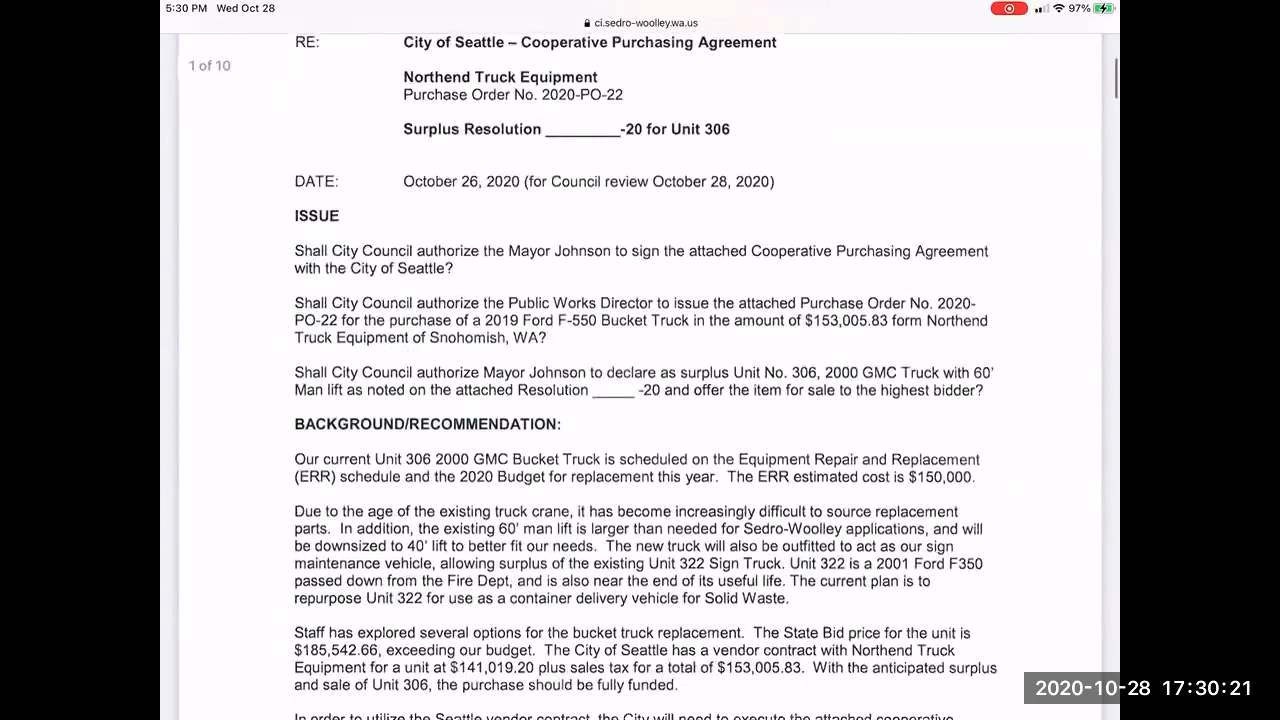 5:30 PM Wed Oct 28
97%
ci.sedro-woolley.wa.us
RE: City of Seattle – Cooperative Purchasing Agreement
1 of 10
Northend Truck Equipment
Purchase Order No. 2020-PO-22
Surplus Resolution _________-20 for Unit 306
DATE: October 26, 2020 (for Council review October 28, 2020)
ISSUE
Shall City Council authorize the Mayor Johnson to sign the attached Cooperative Purchasing Agreement
with the City of Seattle?
Shall City Council authorize the Public Works Director to issue the attached Purchase Order No. 2020-
PO-22 for the purchase of a 2019 Ford F-550 Bucket Truck in the amount of $153,005.83 form Northend
Truck Equipment of Snohomish, WA?
Shall City Council authorize Mayor Johnson to declare as surplus Unit No. 306, 2000 GMC Truck with 60'
Man lift as noted on the attached Resolution _____ -20 and offer the item for sale to the highest bidder?
BACKGROUND/RECOMMENDATION:
Our current Unit 306 2000 GMC Bucket Truck is scheduled on the Equipment Repair and Replacement
(ERR) schedule and the 2020 Budget for replacement this year. The ERR estimated cost is $150,000.
Due to the age of the existing truck crane, it has become increasingly difficult to source replacement
parts. In addition, the existing 60' man lift is larger than needed for Sedro-Woolley applications, and will
be downsized to 40' lift to better fit our needs. The new truck will also be outfitted to act as our sign
maintenance vehicle, allowing surplus of the existing Unit 322 Sign Truck. Unit 322 is a 2001 Ford F350
passed down from the Fire Dept, and is also near the end of its useful life. The current plan is to
repurpose Unit 322 for use as a container delivery vehicle for Solid Waste.
Staff has explored several options for the bucket truck replacement. The State Bid price for the unit is
$185,542.66, exceeding our budget. The City of Seattle has a vendor contract with Northend Truck
Equipment for a unit at $141,019.20 plus sales tax for a total of $153,005.83. With the anticipated surplus
and sale of Unit 306, the purchase should be fully funded.
In order to utilize the Seattle vendor contract, the City will need to execute the attached cooperative
2020-10-28 17:30:21